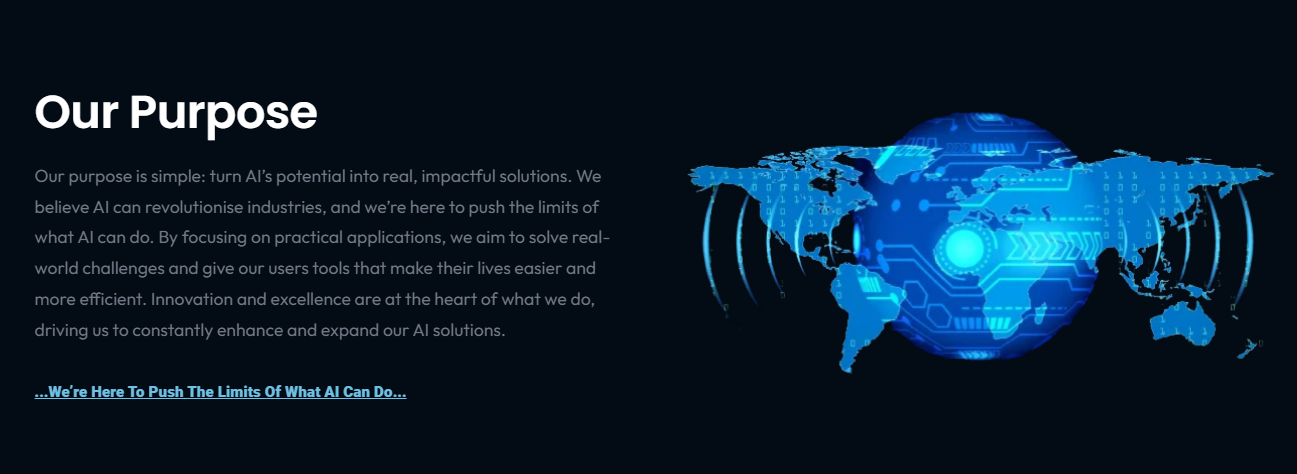 Our Purpose
Our purpose is simple: turn AI’s potential into real, impactful solutions. We
believe AI can revolutionise industries, and we’re here to push the limits of
what AI can do. By focusing on practical applications, we aim to solve real-
world challenges and give our users tools that make their lives easier and
more efficient. Innovation and excellence are at the heart of what we do,
driving us to constantly enhance and expand our AI solutions.
...We’re Here To Push The Limits Of What AI Can Do...